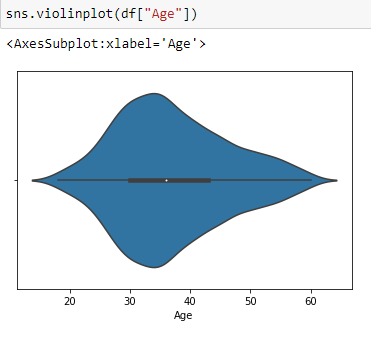 sns.violinplot(df["Age"])
<AxesSubplot:xlabel='Age'>
20 30 40 50 60
Age